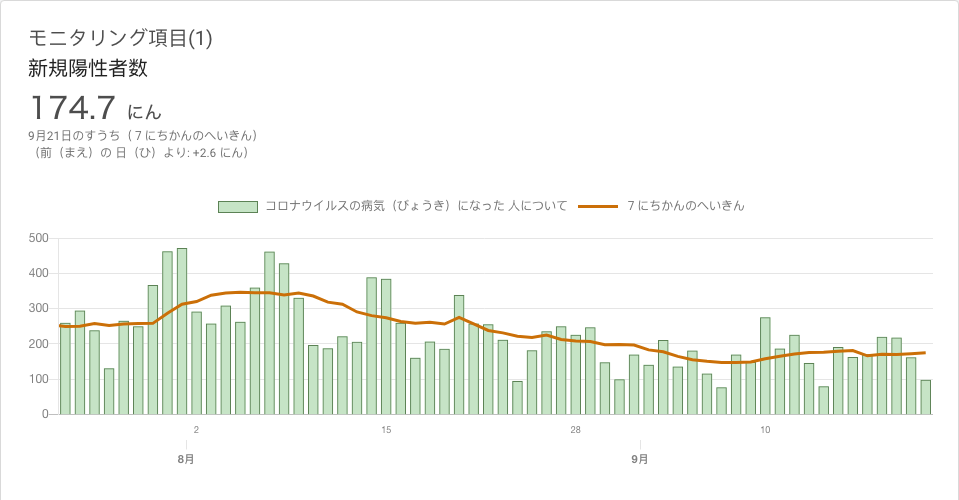 モニタリング項目(1)
新規陽性者数
174.7 にん
9月21日のすうち（７にちかんのへいきん）
（前（まえ）の 日（ひ）より: +2.6 にん）
コロナウイルスの病気（びょうき）になった 人について
７にちかんのへいきん
500
400
300
200
100
0
2
15
28
10
8月
9月